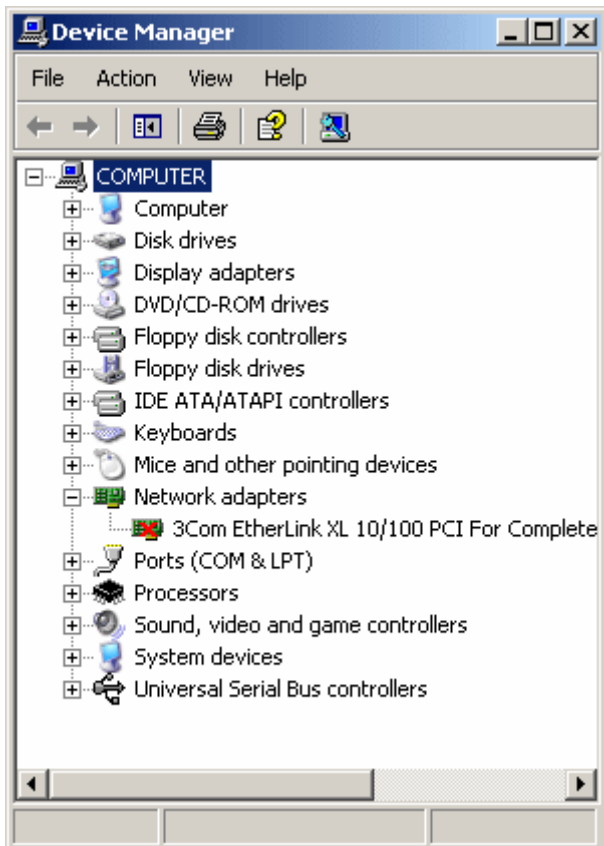 Device Manager
File Action View Help
COMPUTER
Computer
Disk drives
Display adapters
DVD/CD-ROM drives
Floppy disk controllers
Floppy disk drives
IDE ATA/ATAPI controllers
Keyboards
Mice and other pointing devices
Network adapters
3Com EtherLink XL 10/100 PCI For Complete
Ports (COM & LPT)
Processors
Sound, video and game controllers
System devices
Universal Serial Bus controllers